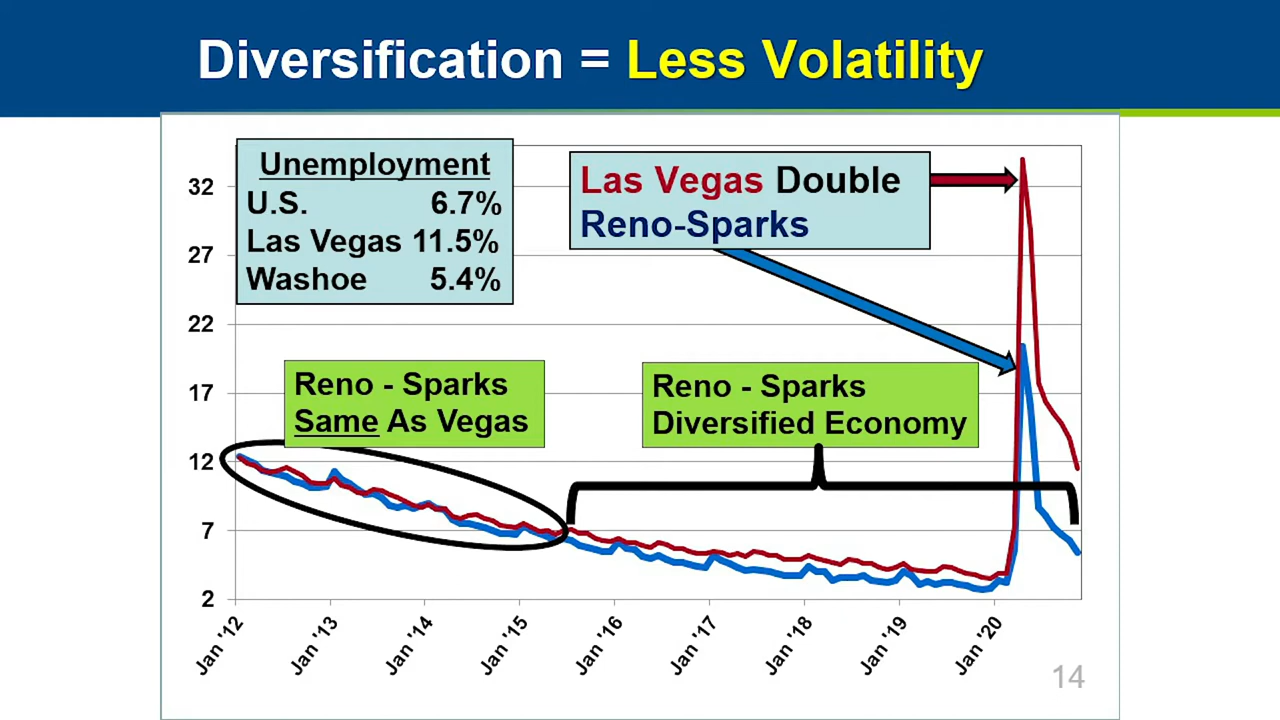 Diversification = Less Volatility
Unemployment
U.S. 6.7%
Las Vegas 11.5%
Washoe 5.4%
Las Vegas Double
Reno-Sparks
Reno - Sparks
Same As Vegas
Reno - Sparks
Diversified Economy
32
27
22
17
12
7
2
Jan '12
Jan '13
Jan '14
Jan '15
Jan '16
Jan '17
Jan '18
Jan '19
Jan '20
14